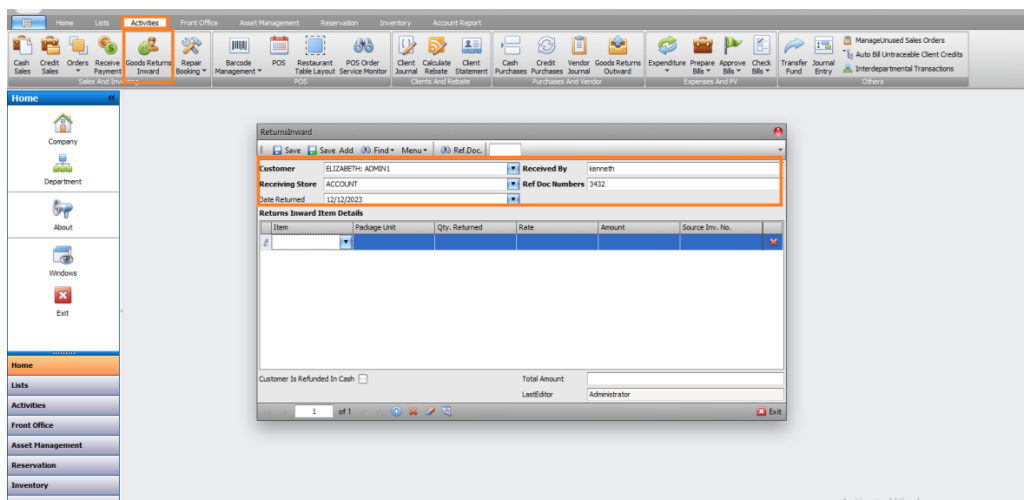 Home Lists Activities Front Office Asset Management Reservation Inventory Account Report
Cash Sales
Credit Sales
Orders
Receive Payment
Goods Returns Inward
Repair Booking
Barcode Management
POS
Restaurant Table Layout
POS Order Service Monitor
Client Journal
Calculate Rebate
Client Statement
Cash Purchases
Credit Purchases
Vendor Journal
Goods Returns Outward
Expenditure
Prepare Bills
Approve Bills
Check Bills
Transfer Fund
Journal Entry
ManageUnused Sales Orders
Auto Bill Untraceable Client Credits
Interdepartmental Transactions
POS Clients And Rebate Purchases And Vendor Expenses And PV Others
Home
Company
Department
About
Windows
Exit
Home
Lists
Activities
Front Office
Asset Management
Reservation
Inventory
ReturnsInward
Save Save Add Find Menu Ref.Doc.
Customer ELIZABETH: ADMIN1 Received By kenneth
Receiving Store ACCOUNT Ref Doc Numbers 3432
Date Returned 12/12/2023
Returns Inward Item Details
Item Package Unit Qty. Returned Rate Amount Source Inv. No.
Customer Is Refunded In Cash Total Amount
LastEditor Administrator
1 of 1 Exit